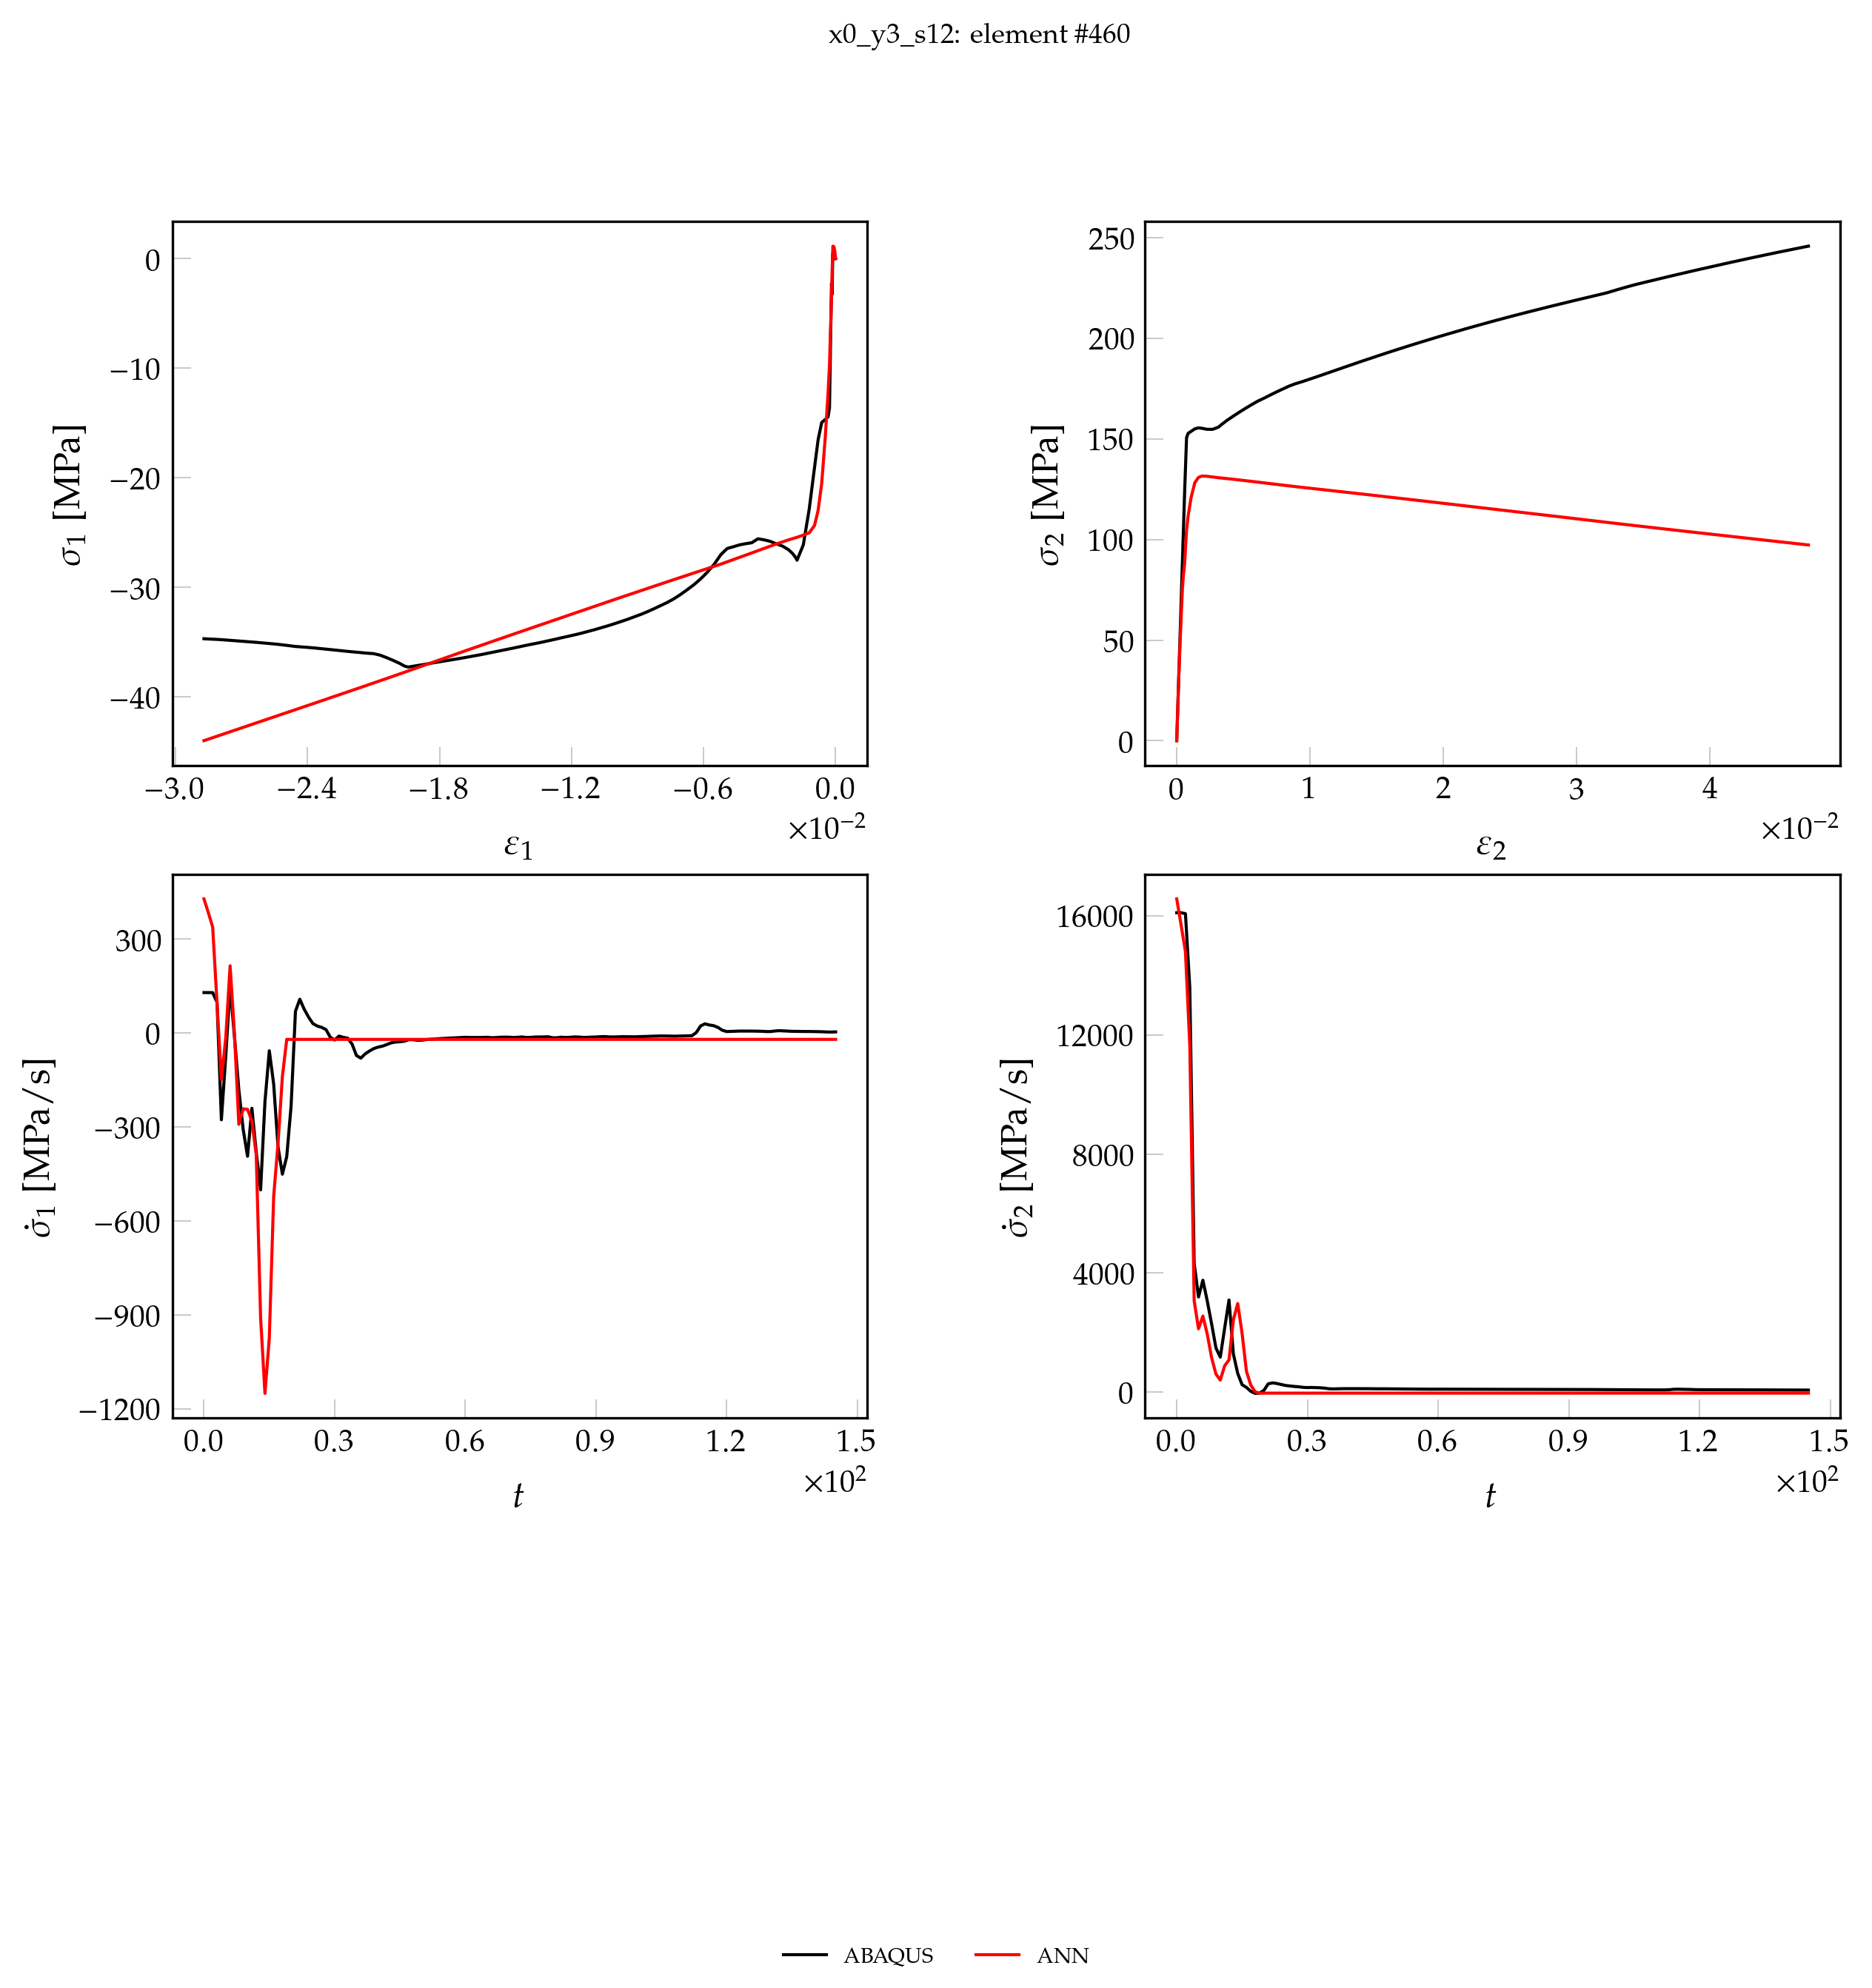 x0_y3_s12: element #460
σ₁ [MPa]
0
−10
−20
−30
−40
−3.0 −2.4 −1.8 −1.2 −0.6 0.0
×10⁻²
ε₁
σ₂ [MPa]
250
200
150
100
50
0
0 1 2 3 4
×10⁻²
ε₂
σ̇₁ [MPa/s]
300
0
−300
−600
−900
−1200
0.0 0.3 0.6 0.9 1.2 1.5
×10²
t
σ̇₂ [MPa/s]
16000
12000
8000
4000
0
0.0 0.3 0.6 0.9 1.2 1.5
×10²
t
ABAQUS ANN